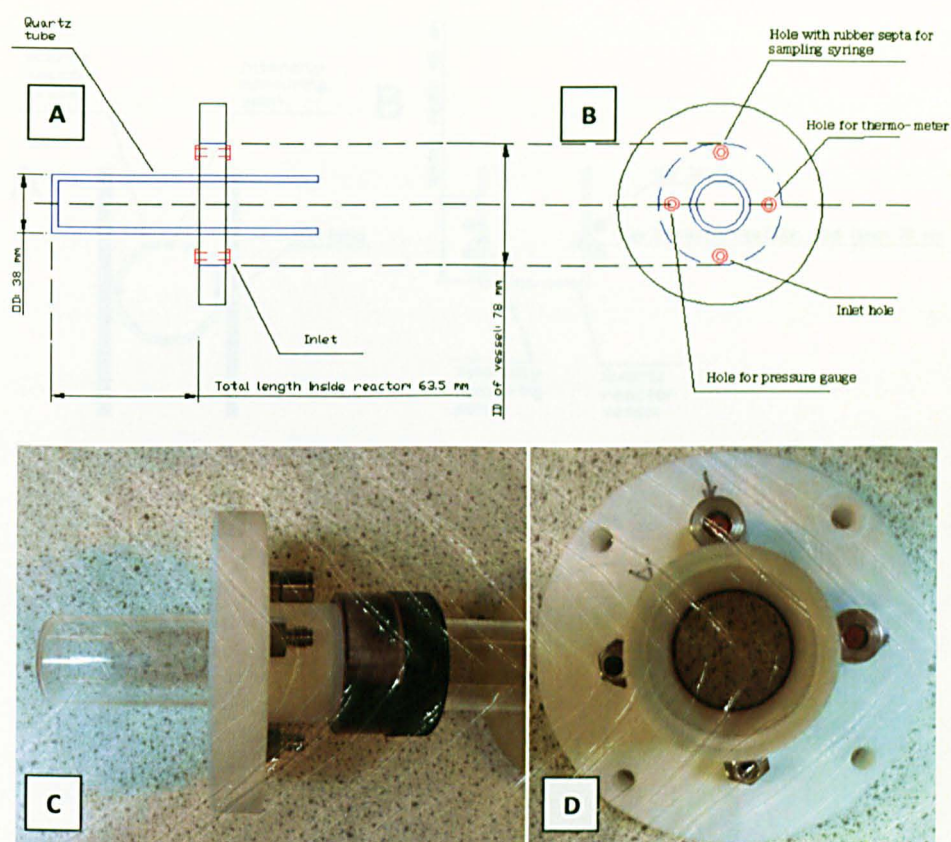 Quartz
tube
A
OD: 38 mm
Inlet
Total length inside reactor 63.5 mm
ID of vessel: 78 mm
B
Hole with rubber septa for
sampling syringe
Hole for thermo-meter
Inlet hole
Hole for pressure gauge
C
D